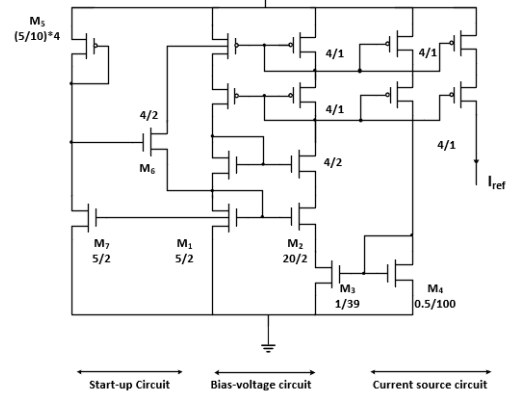 M5
(5/10)*4
4/1
4/1
4/2
4/1
M6
4/2
4/1
Iref
M7
5/2
M1
5/2
M2
20/2
M3
1/39
M4
0.5/100
Start-up Circuit
Bias-voltage circuit
Current source circuit